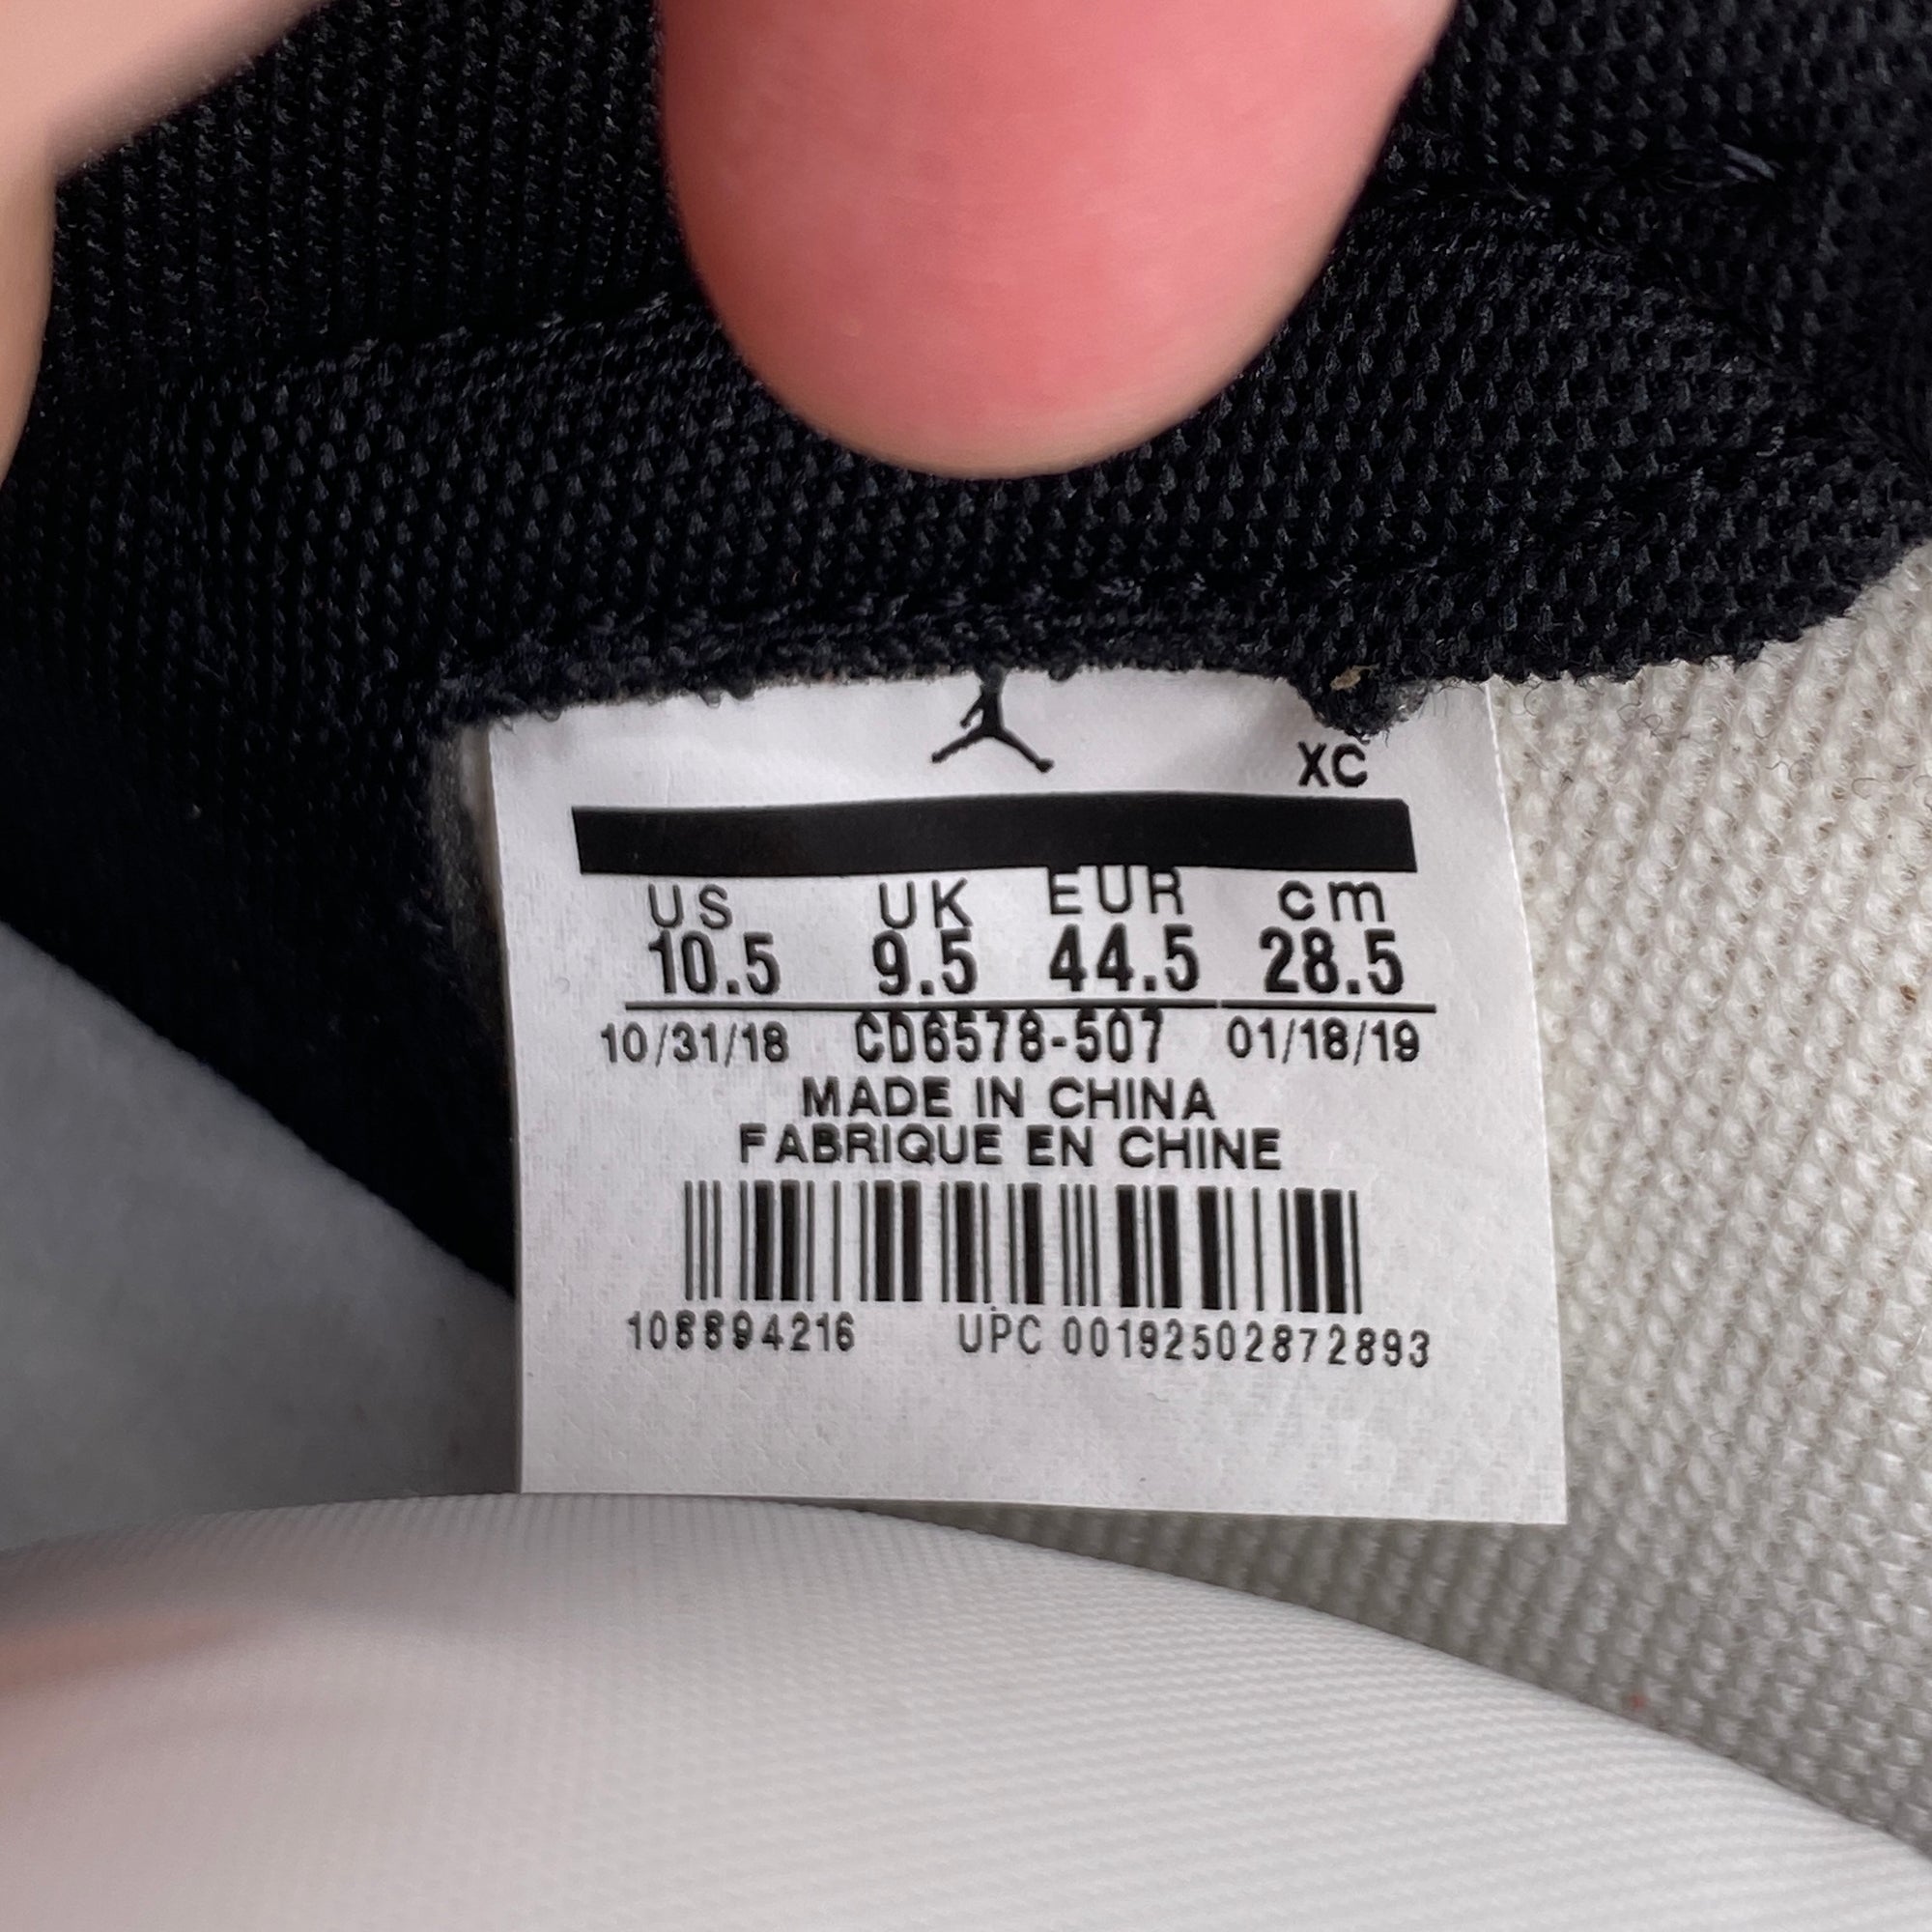 XC
US UK EUR cm
10.5 9.5 44.5 28.5
10/31/18 CD6578-507 01/18/19
MADE IN CHINA
FABRIQUE EN CHINE
108894216 UPC 00192502872893